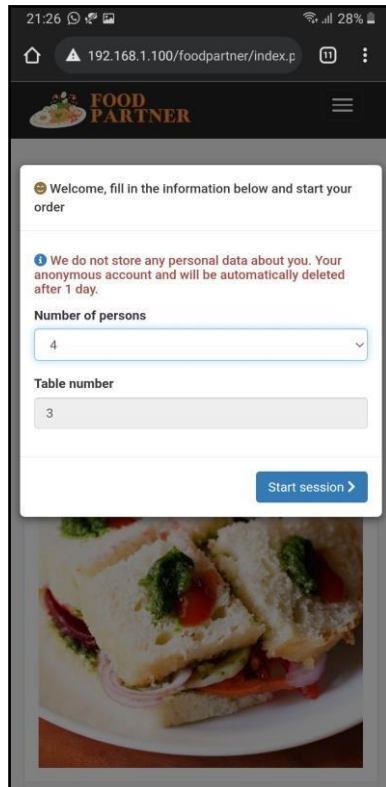 21:26
28%
192.168.1.100/foodpartner/index.p
11
FOOD
PARTNER
Welcome, fill in the information below and start your
order
We do not store any personal data about you. Your
anonymous account and will be automatically deleted
after 1 day.
Number of persons
4
Table number
3
Start session